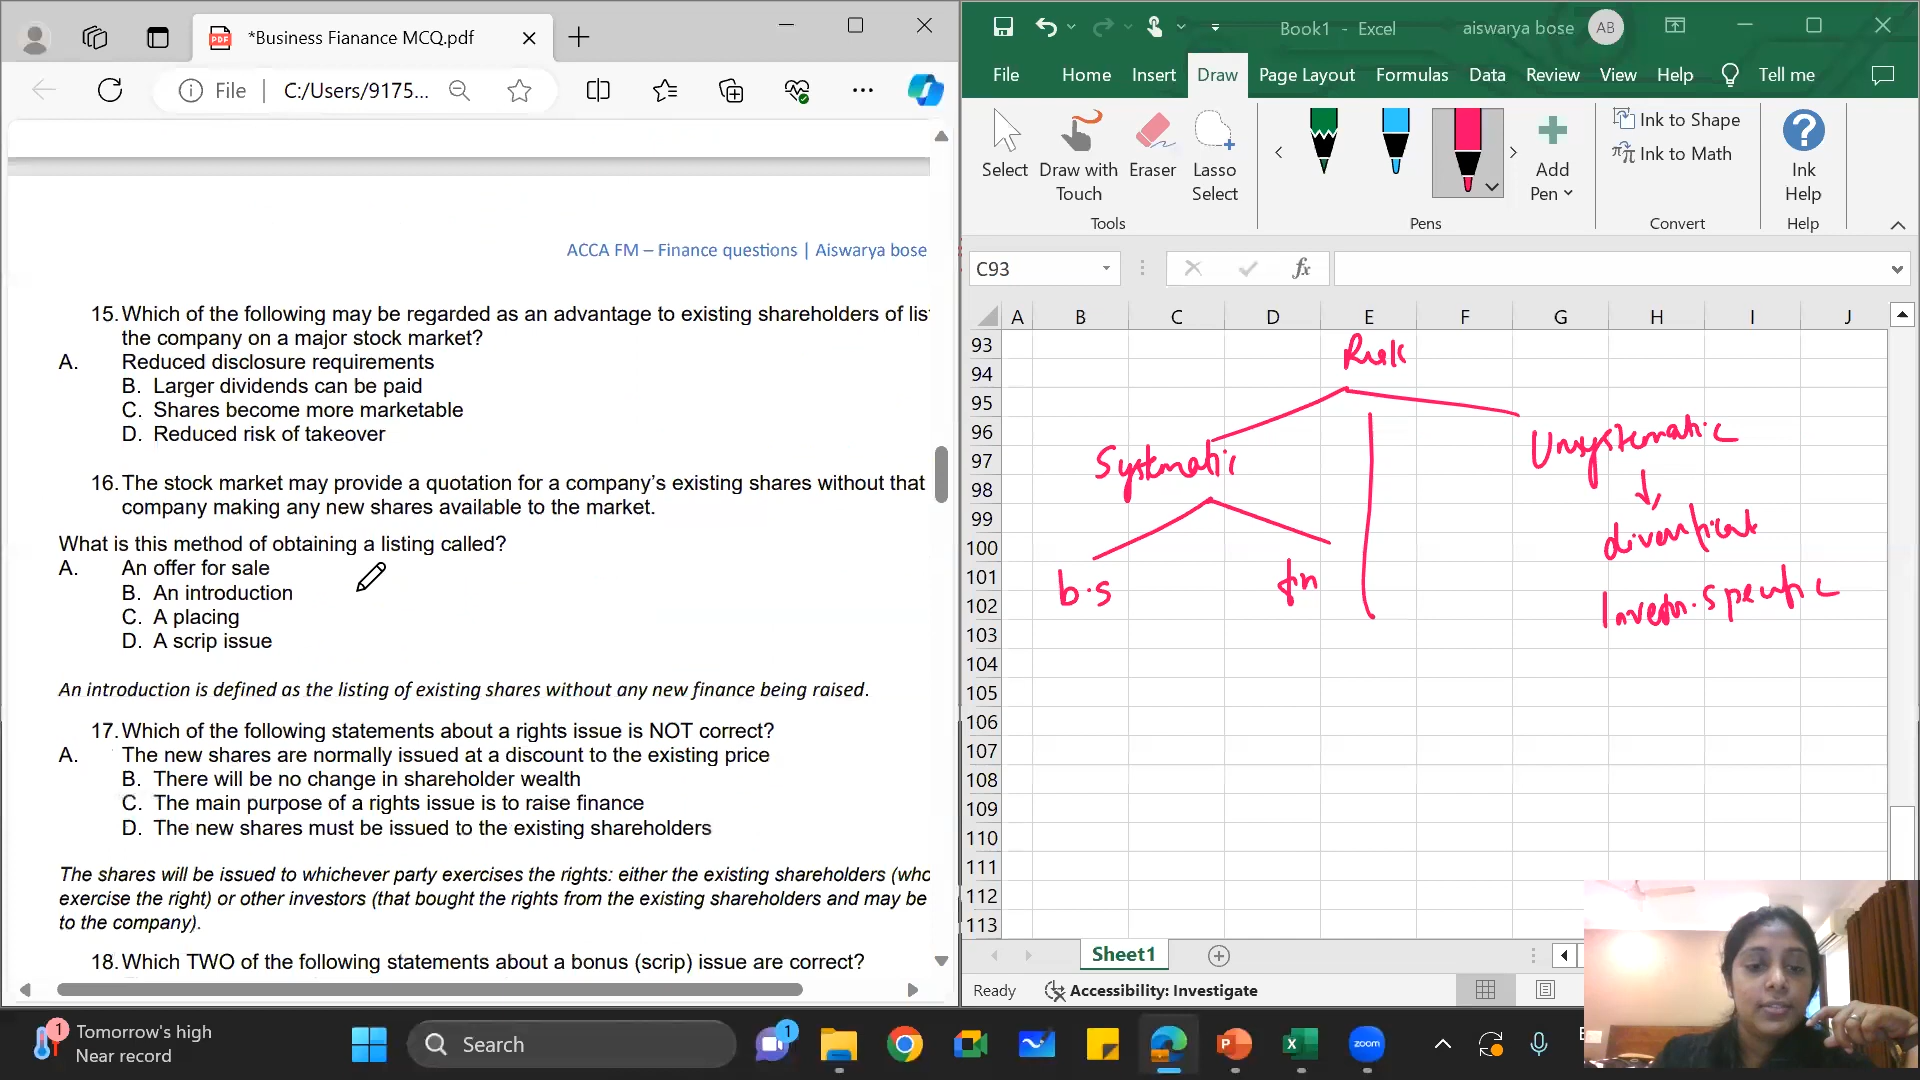 *Business Fianance MCQ.pdf
File
C:/Users/9175...
ACCA FM – Finance questions | Aiswarya bose
15. Which of the following may be regarded as an advantage to existing shareholders of lis
the company on a major stock market?
A. Reduced disclosure requirements
B. Larger dividends can be paid
C. Shares become more marketable
D. Reduced risk of takeover
16. The stock market may provide a quotation for a company's existing shares without that
company making any new shares available to the market.
What is this method of obtaining a listing called?
A. An offer for sale
B. An introduction
C. A placing
D. A scrip issue
An introduction is defined as the listing of existing shares without any new finance being raised.
17. Which of the following statements about a rights issue is NOT correct?
A. The new shares are normally issued at a discount to the existing price
B. There will be no change in shareholder wealth
C. The main purpose of a rights issue is to raise finance
D. The new shares must be issued to the existing shareholders
The shares will be issued to whichever party exercises the rights: either the existing shareholders (who
exercise the right) or other investors (that bought the rights from the existing shareholders and may be
to the company).
18. Which TWO of the following statements about a bonus (scrip) issue are correct?
Book1 - Excel
aiswarya bose
AB
File Home Insert Draw Page Layout Formulas Data Review View Help Tell me
Select
Draw with Touch
Eraser
Lasso Select
Add Pen
Ink to Shape
Ink to Math
Ink Help
Tools
Pens
Convert
Help
C93
fx
A B C D E F G H I J
93
94
95
96
97
98
99
100
101
102
103
104
105
106
107
108
109
110
111
112
113
Risk
Systematic
Unsystematic
b.s
fin
Sheet1
Ready
Accessibility: Investigate
1
Tomorrow's high
Near record
Search
1
zoom